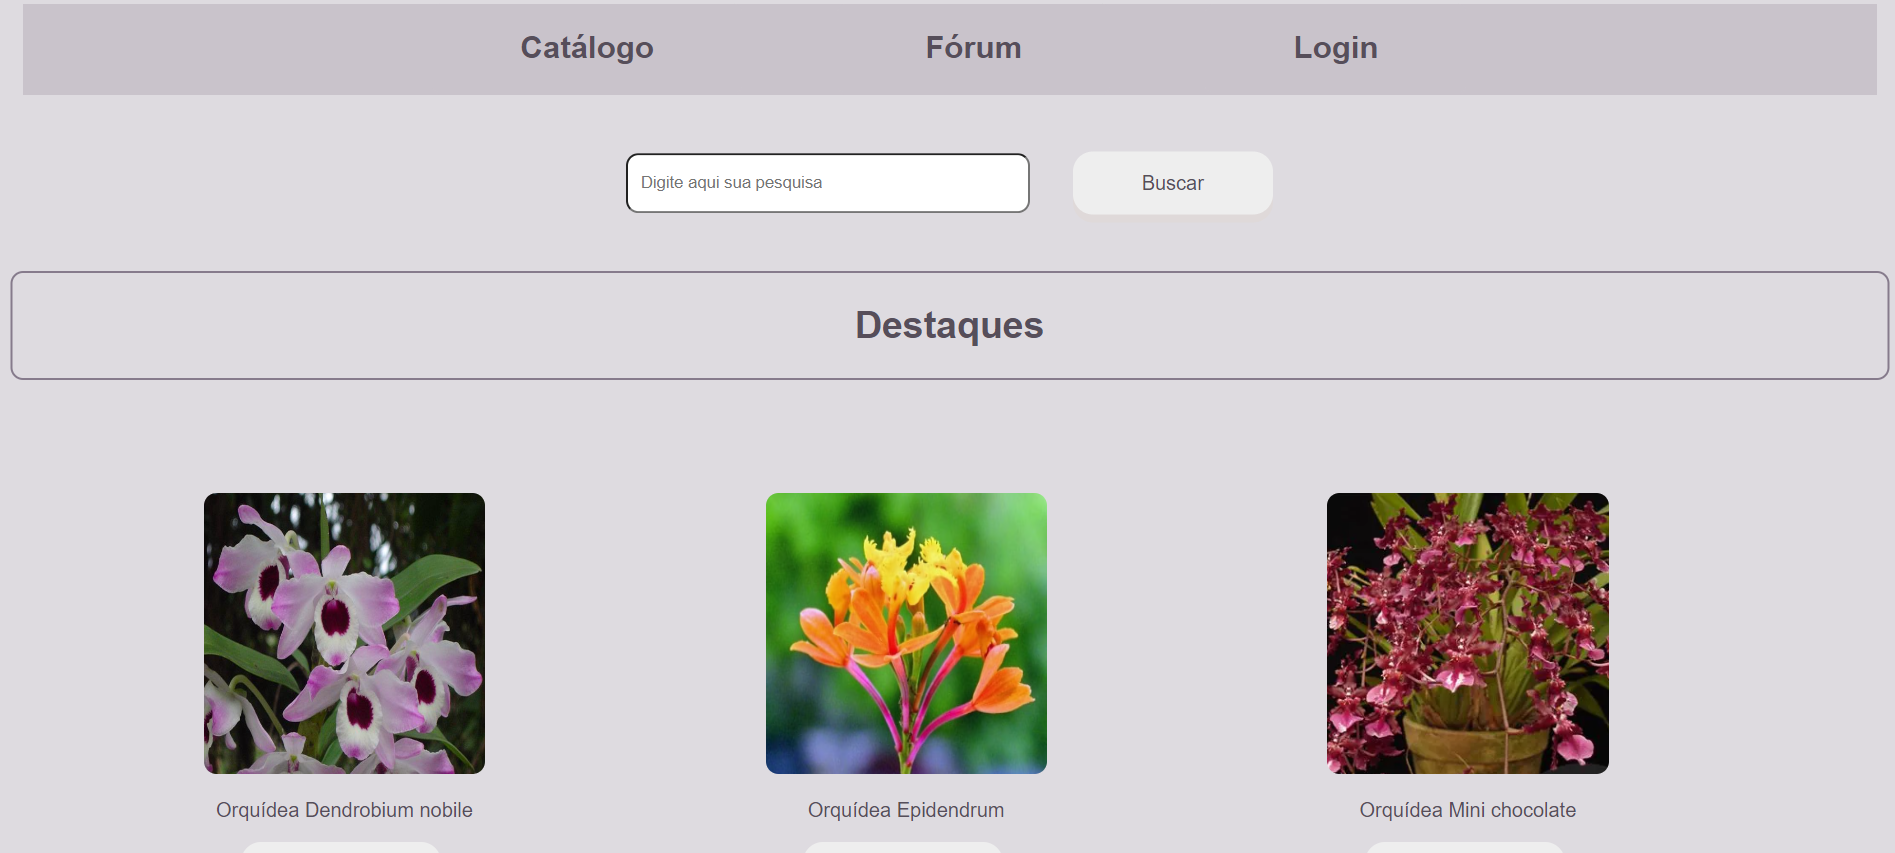 Catálogo Fórum Login
Digite aqui sua pesquisa Buscar
Destaques
Orquídea Dendrobium nobile Orquídea Epidendrum Orquídea Mini chocolate